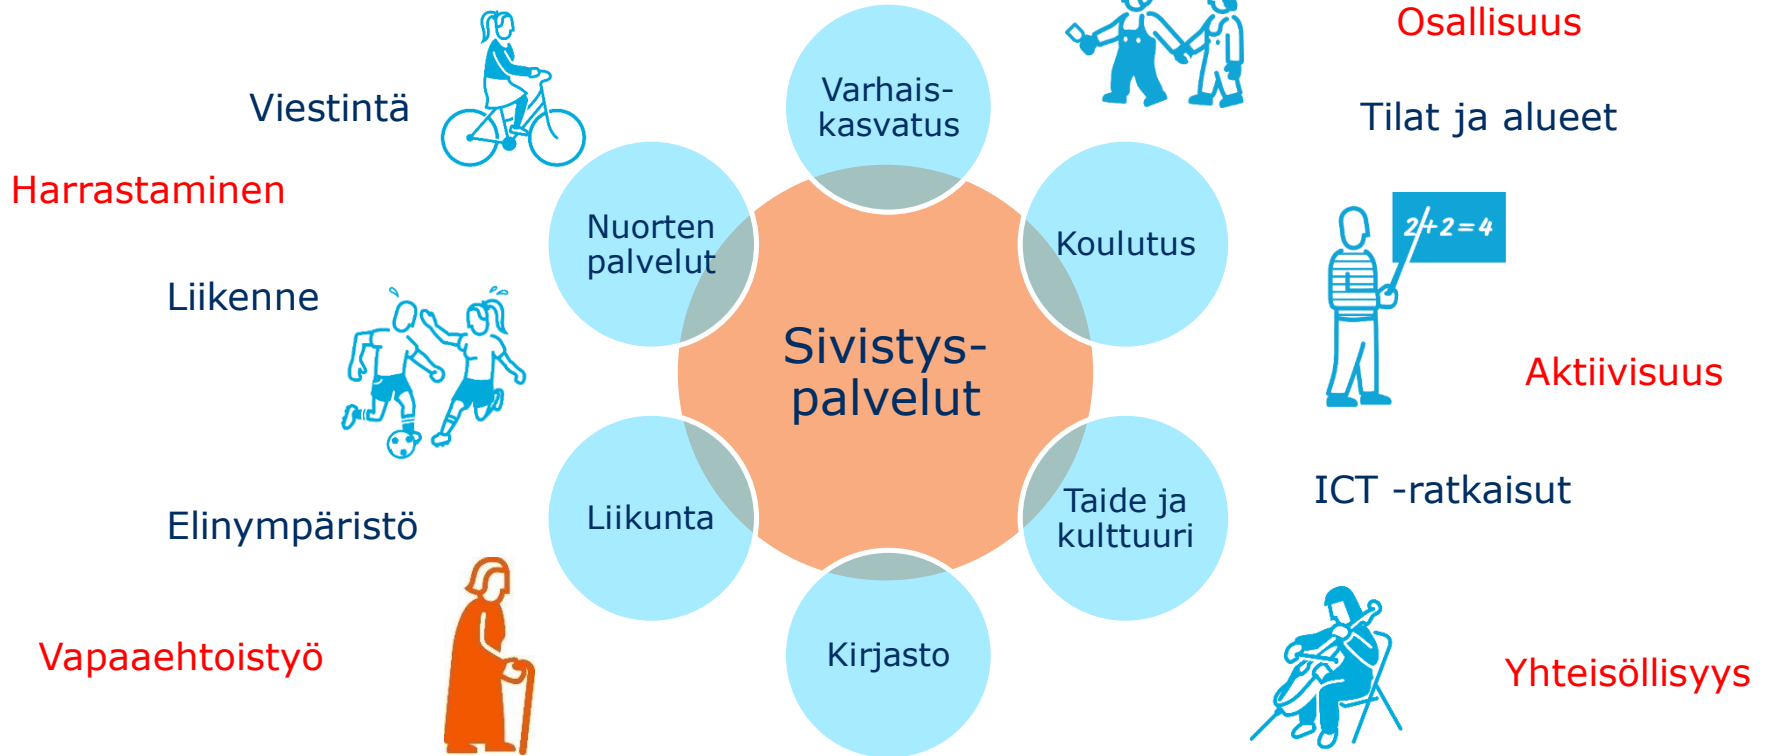 Osallisuus
Varhais-
kasvatus
Viestintä
Tilat ja alueet
Harrastaminen
Nuorten
palvelut
Koulutus
2+2=4
Liikenne
Sivistys-
palvelut
Aktiivisuus
Liikunta
Taide ja
kulttuuri
ICT -ratkaisut
Elinympäristö
Vapaaehtoistyö
Kirjasto
Yhteisöllisyys